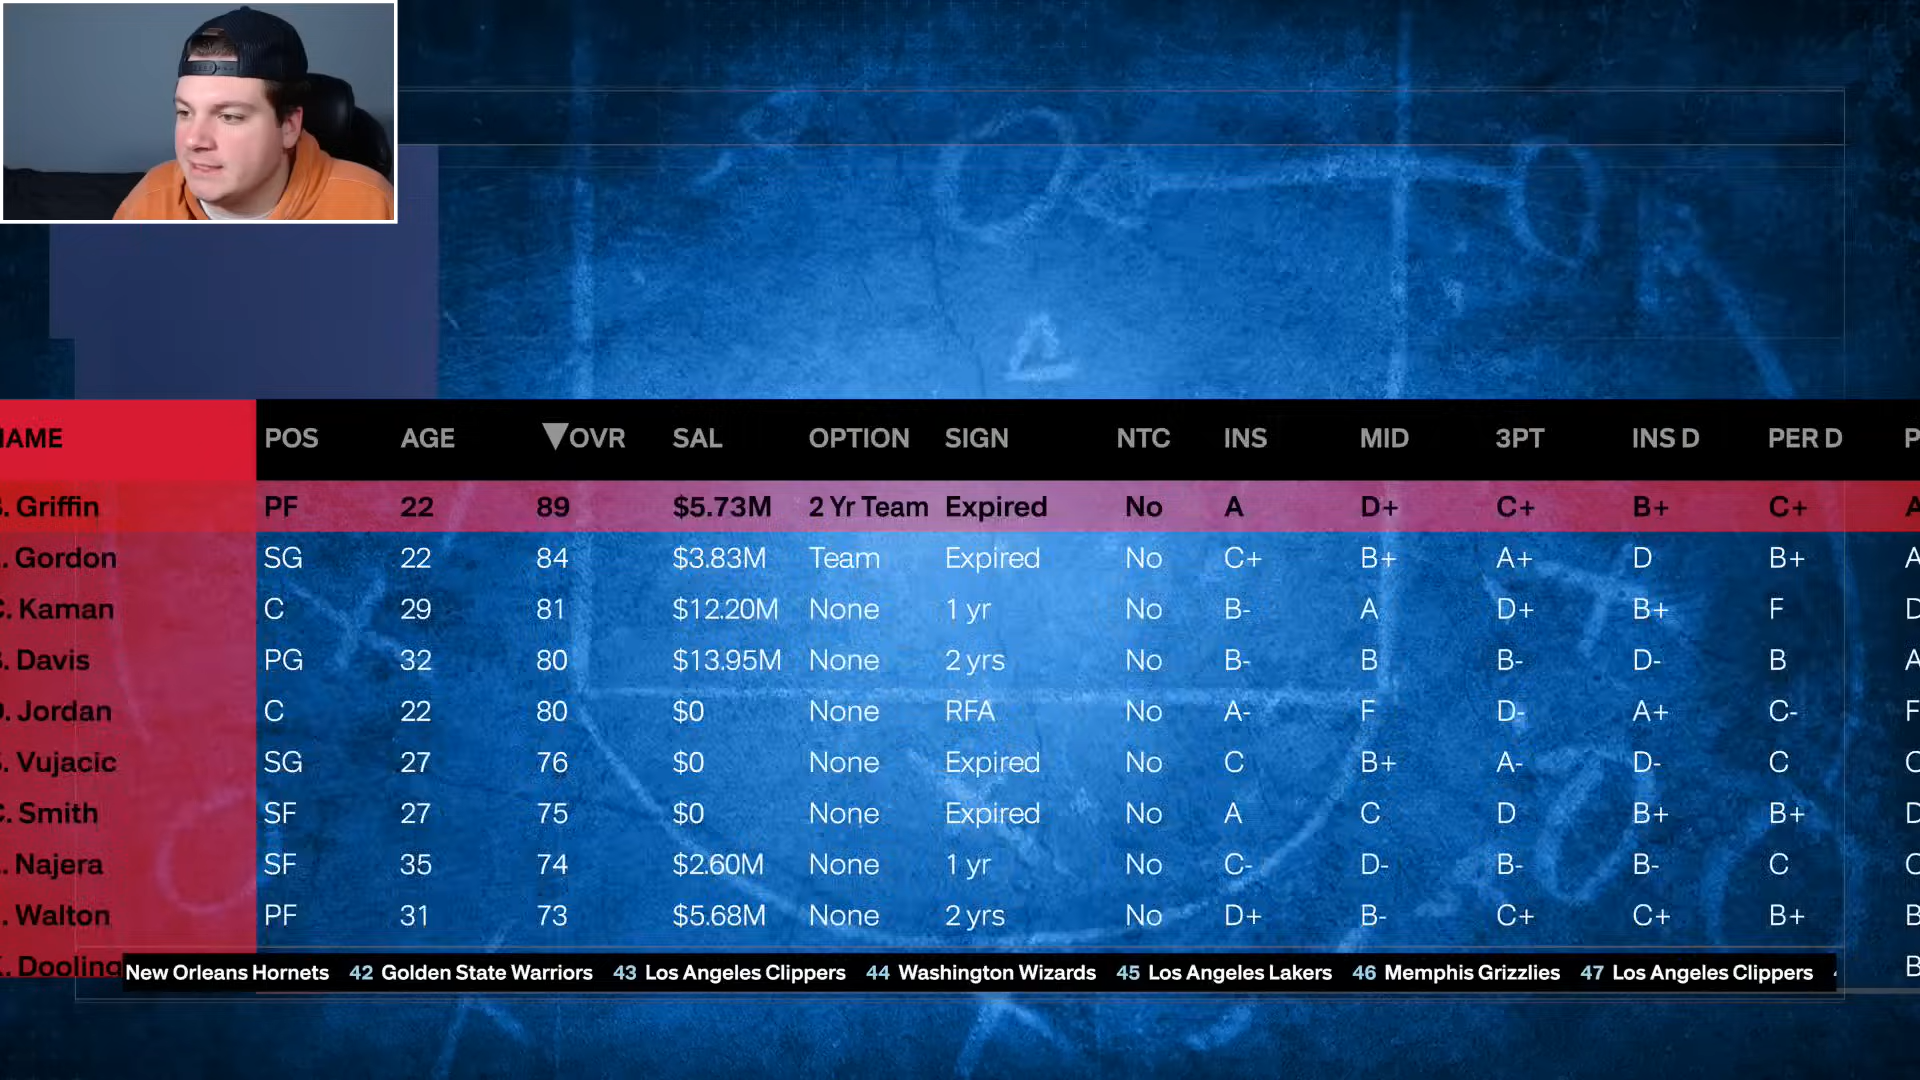 NAME POS AGE ▼OVR SAL OPTION SIGN NTC INS MID 3PT INS D PER D P
B. Griffin PF 22 89 $5.73M 2 Yr Team Expired No A D+ C+ B+ C+ A
. Gordon SG 22 84 $3.83M Team Expired No C+ B+ A+ D B+ A
C. Kaman C 29 81 $12.20M None 1 yr No B- A D+ B+ F D
B. Davis PG 32 80 $13.95M None 2 yrs No B- B B- D- B A
D. Jordan C 22 80 $0 None RFA No A- F D- A+ C- F
S. Vujacic SG 27 76 $0 None Expired No C B+ A- D- C C
C. Smith SF 27 75 $0 None Expired No A C D B+ B+ D
. Najera SF 35 74 $2.60M None 1 yr No C- D- B- B- C C
. Walton PF 31 73 $5.68M None 2 yrs No D+ B- C+ C+ B+ B
K. Dooling B
New Orleans Hornets 42 Golden State Warriors 43 Los Angeles Clippers 44 Washington Wizards 45 Los Angeles Lakers 46 Memphis Grizzlies 47 Los Angeles Clippers